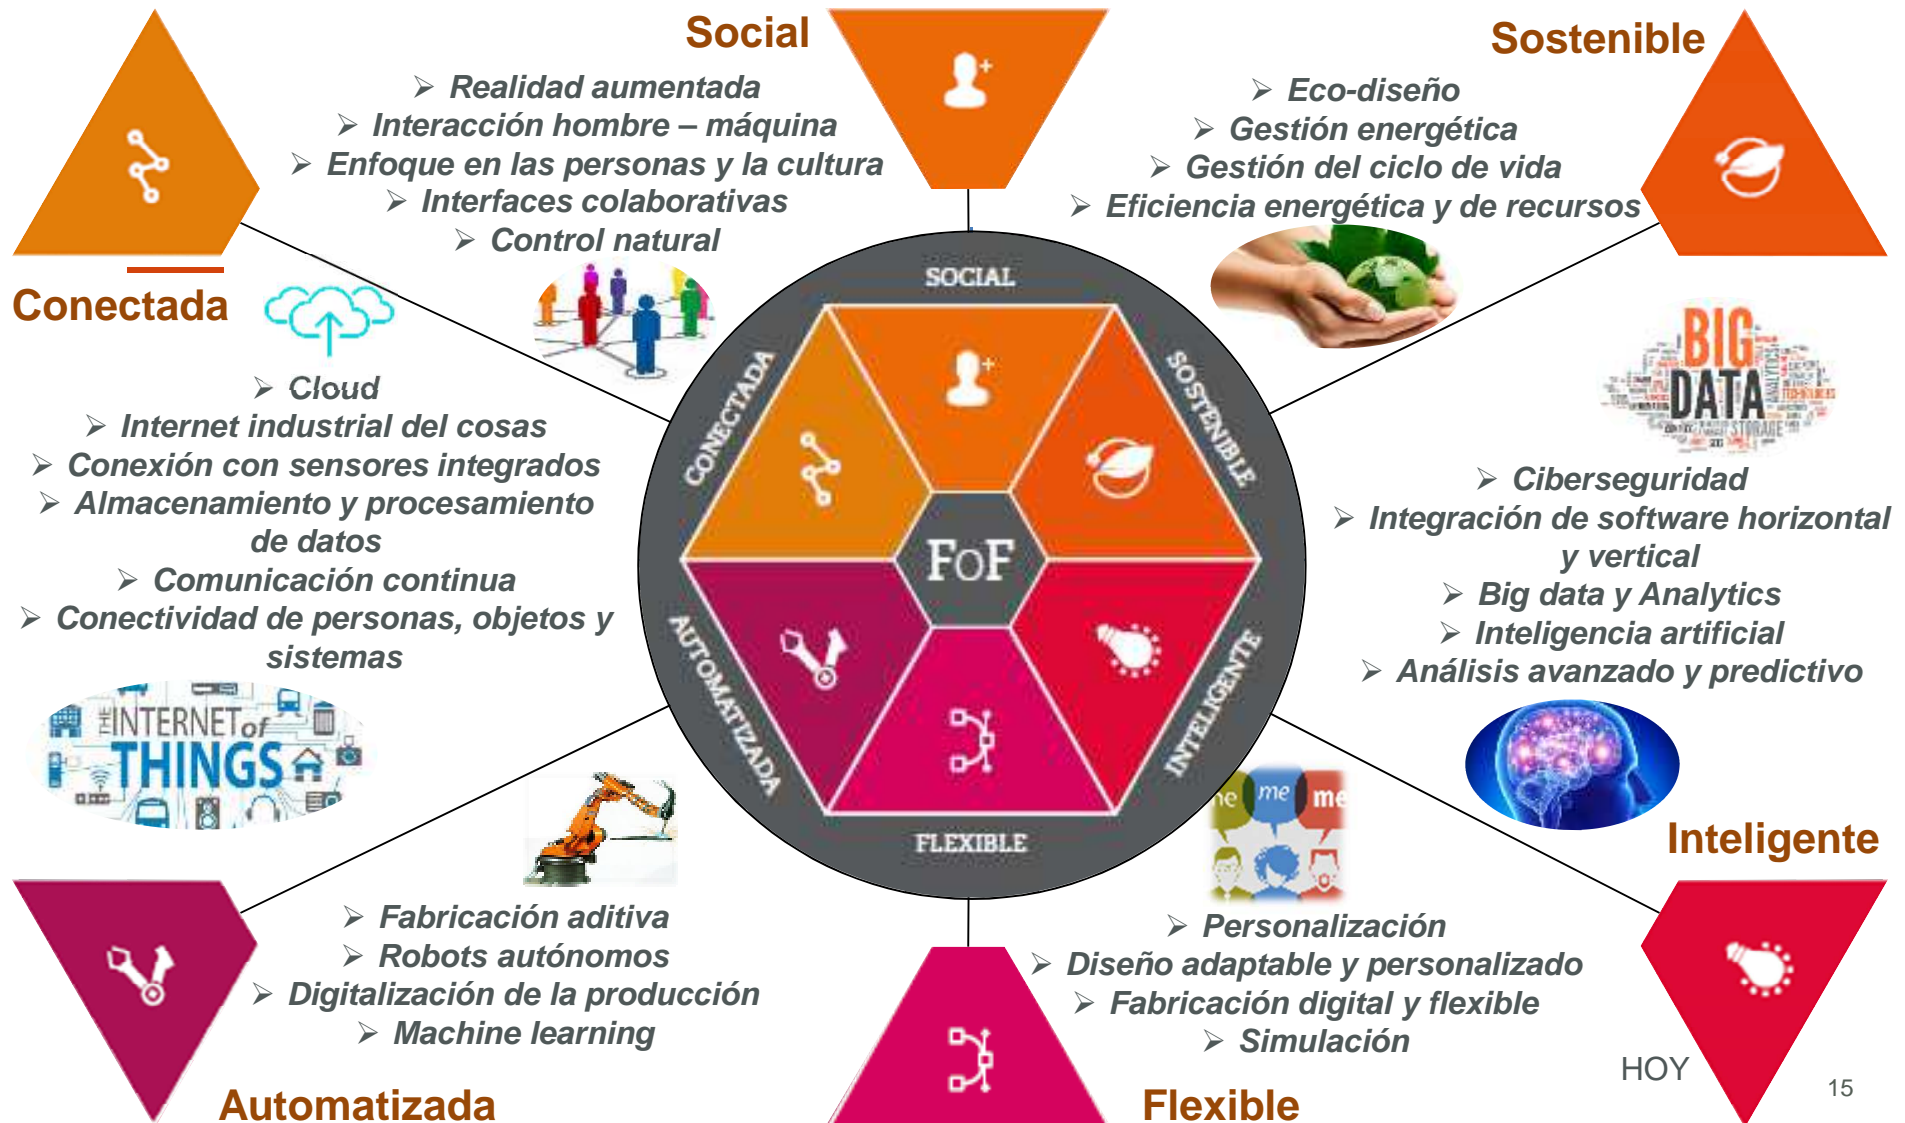 Social
➢ Realidad aumentada
➢ Interacción hombre – máquina
➢ Enfoque en las personas y la cultura
➢ Interfaces colaborativas
➢ Control natural
Sostenible
➢ Eco-diseño
➢ Gestión energética
➢ Gestión del ciclo de vida
➢ Eficiencia energética y de recursos
Conectada
➢ Cloud
➢ Internet industrial del cosas
➢ Conexión con sensores integrados
➢ Almacenamiento y procesamiento
de datos
➢ Comunicación continua
➢ Conectividad de personas, objetos y
sistemas
THE INTERNET of
THINGS
SOCIAL
CONECTADA
SOSTENIBLE
FOF
AUTOMATIZADA
INTELIGENTE
FLEXIBLE
BIG
DATA
ANALYTICS
TECHNOLOGIES
STORAGE
➢ Ciberseguridad
➢ Integración de software horizontal
y vertical
➢ Big data y Analytics
➢ Inteligencia artificial
➢ Análisis avanzado y predictivo
Inteligente
➢ Fabricación aditiva
➢ Robots autónomos
➢ Digitalización de la producción
➢ Machine learning
Automatizada
me me me
➢ Personalización
➢ Diseño adaptable y personalizado
➢ Fabricación digital y flexible
➢ Simulación
Flexible
HOY
15